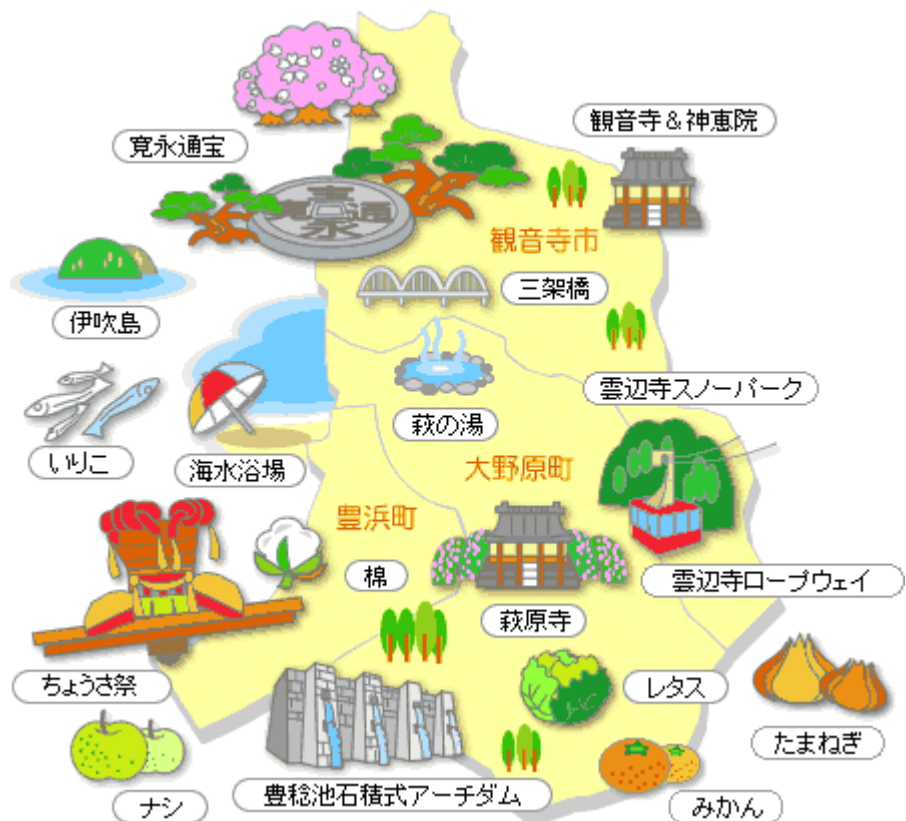 寛永通宝
観音寺&神恵院
寛永通宝
観音寺市
三架橋
伊吹島
萩の湯
雲辺寺スノーパーク
いりこ
海水浴場
大野原町
豊浜町
棉
雲辺寺ロープウェイ
萩原寺
ちょうさ祭
レタス
たまねぎ
ナシ
豊稔池石積式アーチダム
みかん